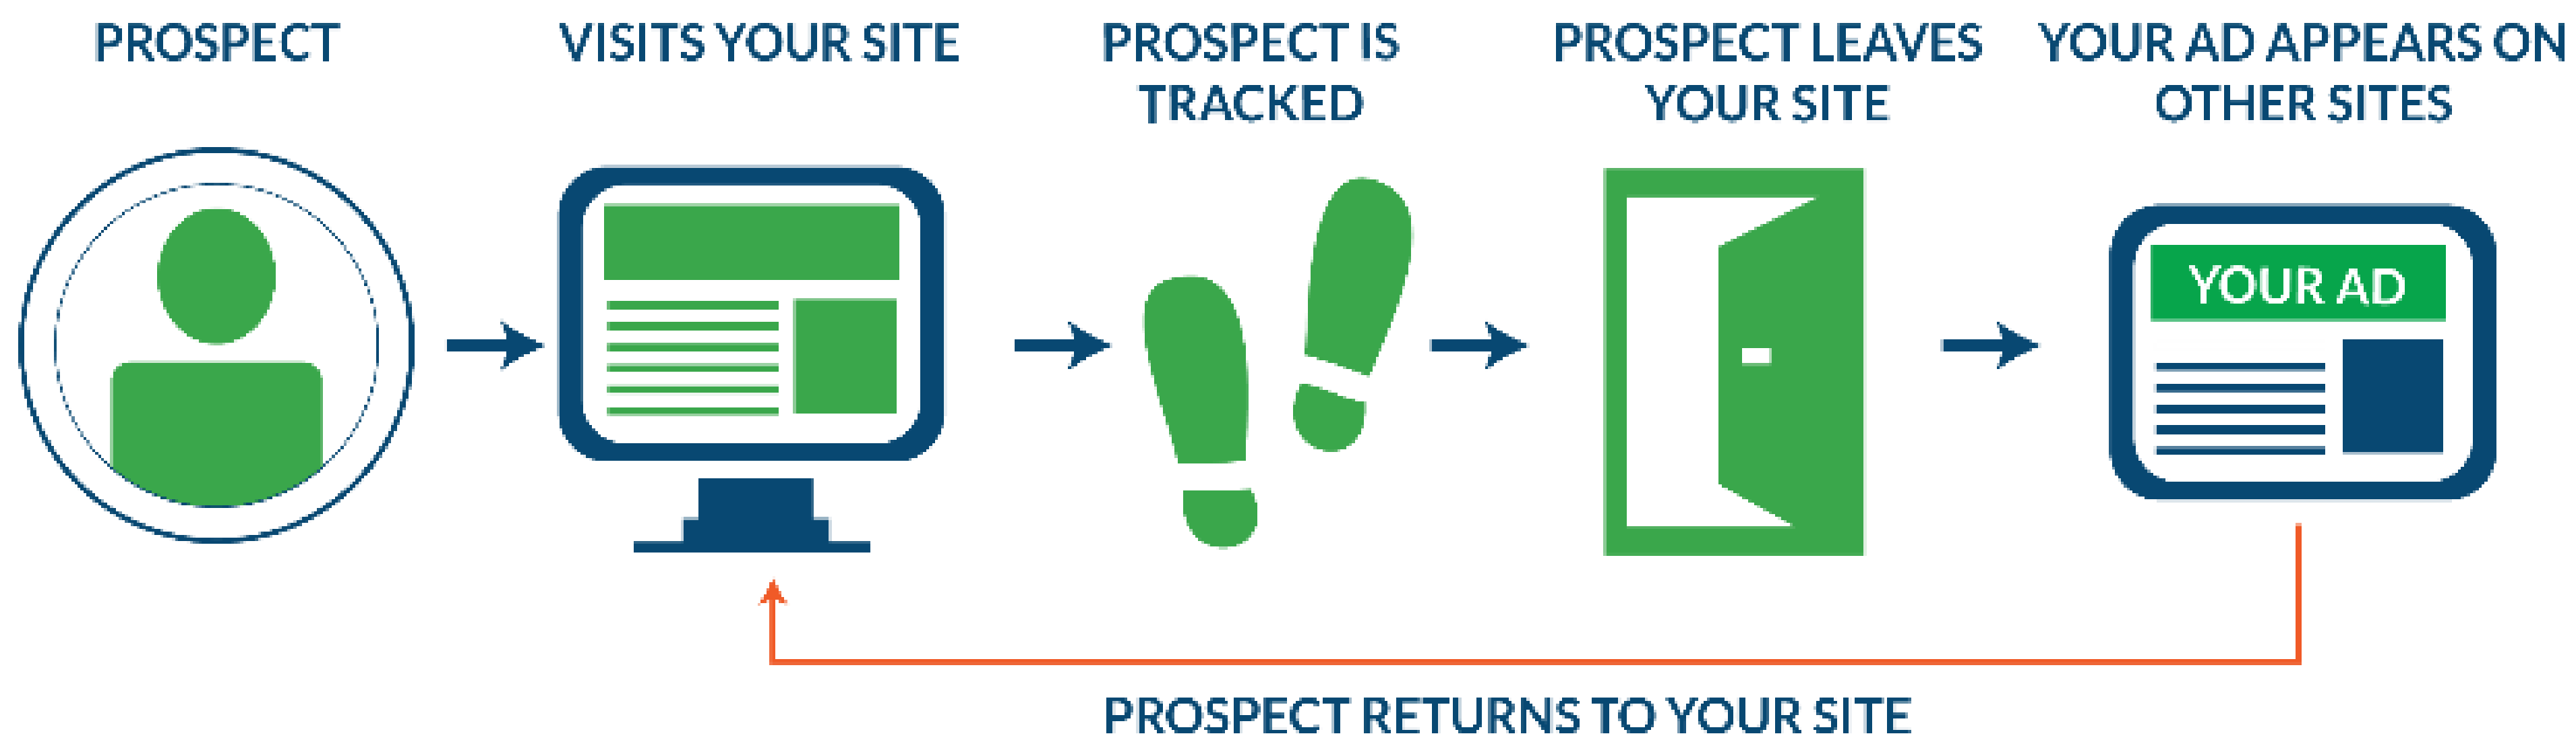 PROSPECT
VISITS YOUR SITE
PROSPECT IS
TRACKED
PROSPECT LEAVES
YOUR SITE
YOUR AD APPEARS ON
OTHER SITES
YOUR AD
PROSPECT RETURNS TO YOUR SITE